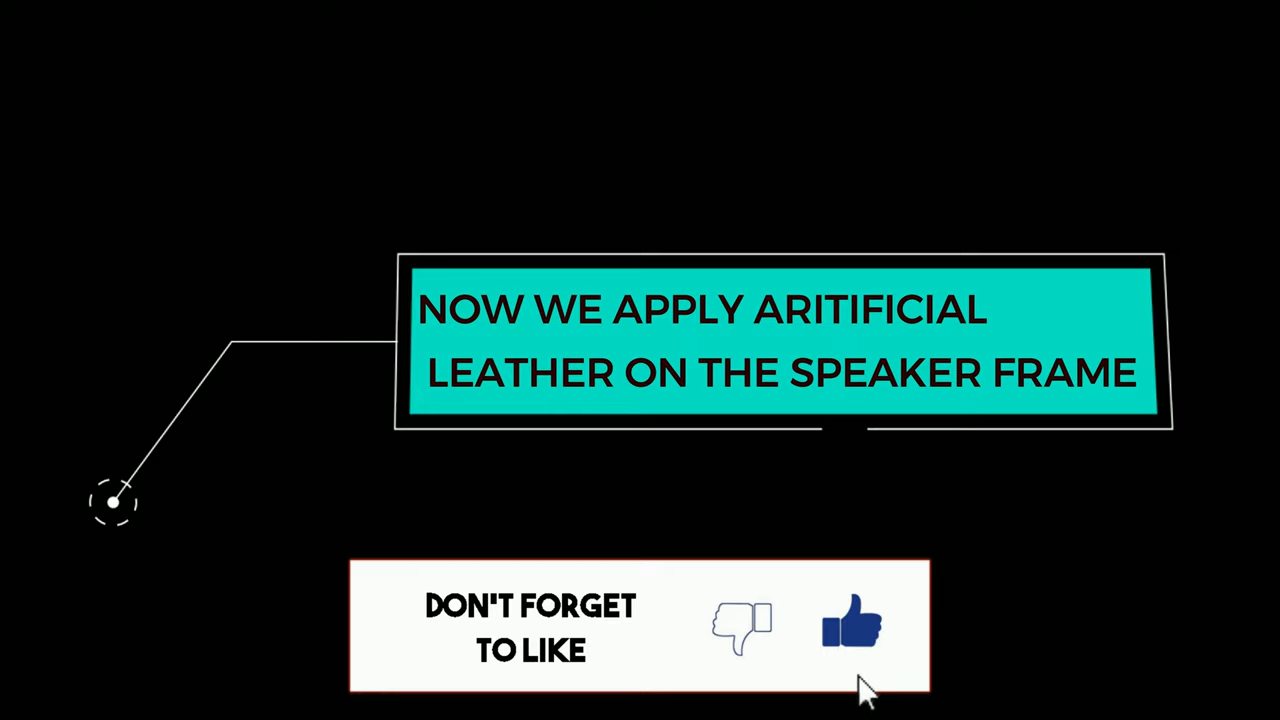 NOW WE APPLY ARITIFICIAL
LEATHER ON THE SPEAKER FRAME
DON'T FORGET
TO LIKE